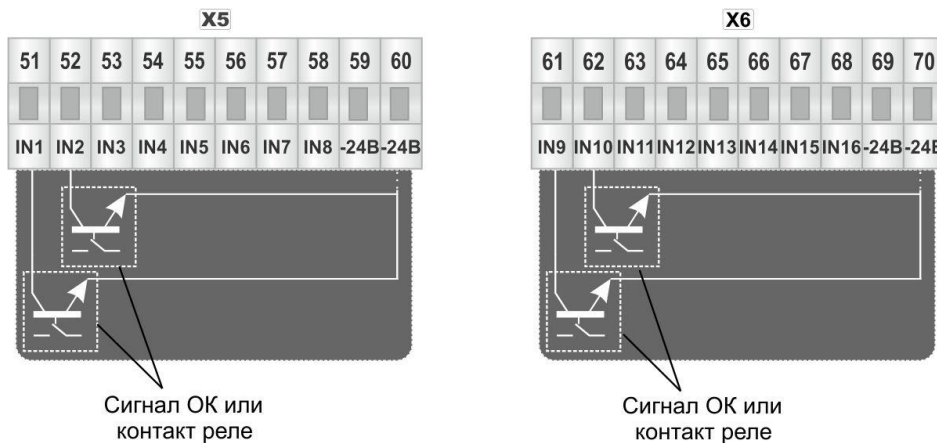 X5
51 52 53 54 55 56 57 58 59 60
IN1 IN2 IN3 IN4 IN5 IN6 IN7 IN8 -24В -24В
Сигнал ОК или
контакт реле
X6
61 62 63 64 65 66 67 68 69 70
IN9 IN10 IN11 IN12 IN13 IN14 IN15 IN16 -24В -24В
Сигнал ОК или
контакт реле